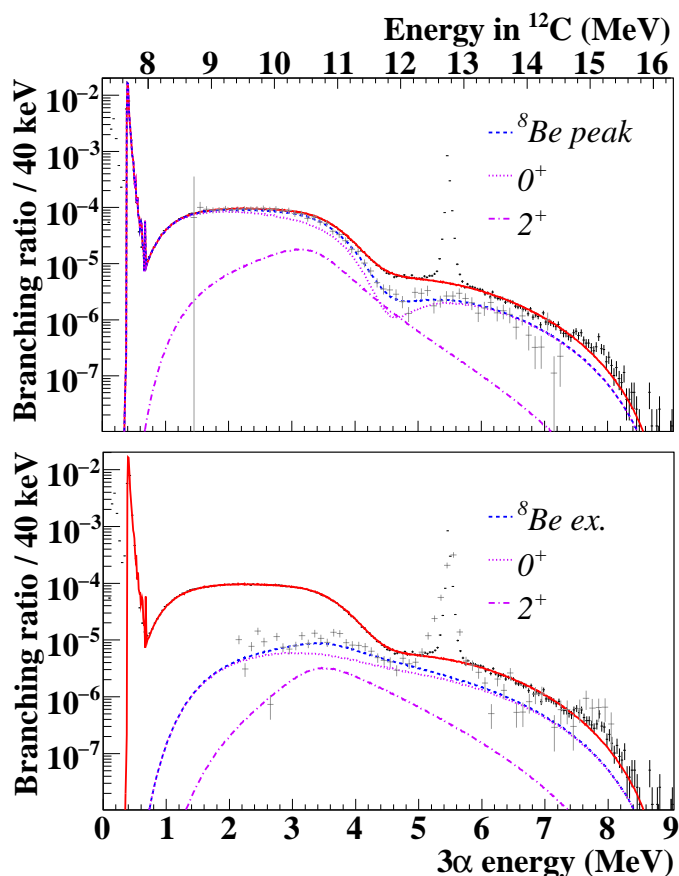 Energy in ¹²C (MeV)
8 9 10 11 12 13 14 15 16
Branching ratio / 40 keV
10⁻²
10⁻³
10⁻⁴
10⁻⁵
10⁻⁶
10⁻⁷
⁸Be peak
0⁺
2⁺
Branching ratio / 40 keV
10⁻²
10⁻³
10⁻⁴
10⁻⁵
10⁻⁶
10⁻⁷
⁸Be ex.
0⁺
2⁺
0 1 2 3 4 5 6 7 8 9
3α energy (MeV)